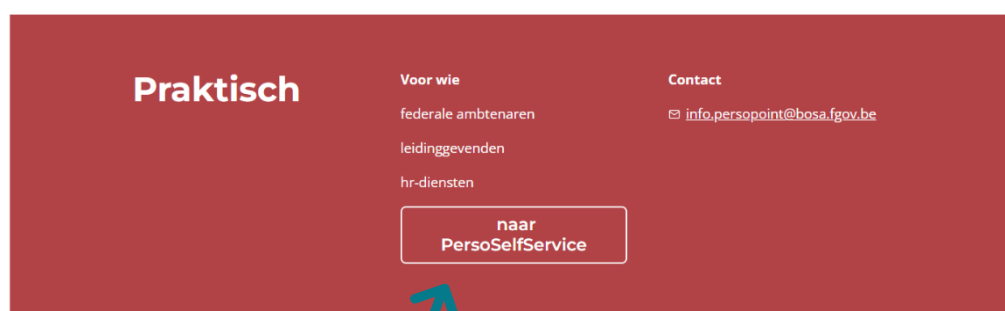 Praktisch
Voor wie
federale ambtenaren
leidinggevenden
hr-diensten
naar
PersoSelfService
Contact
info.persopoint@bosa.fgov.be